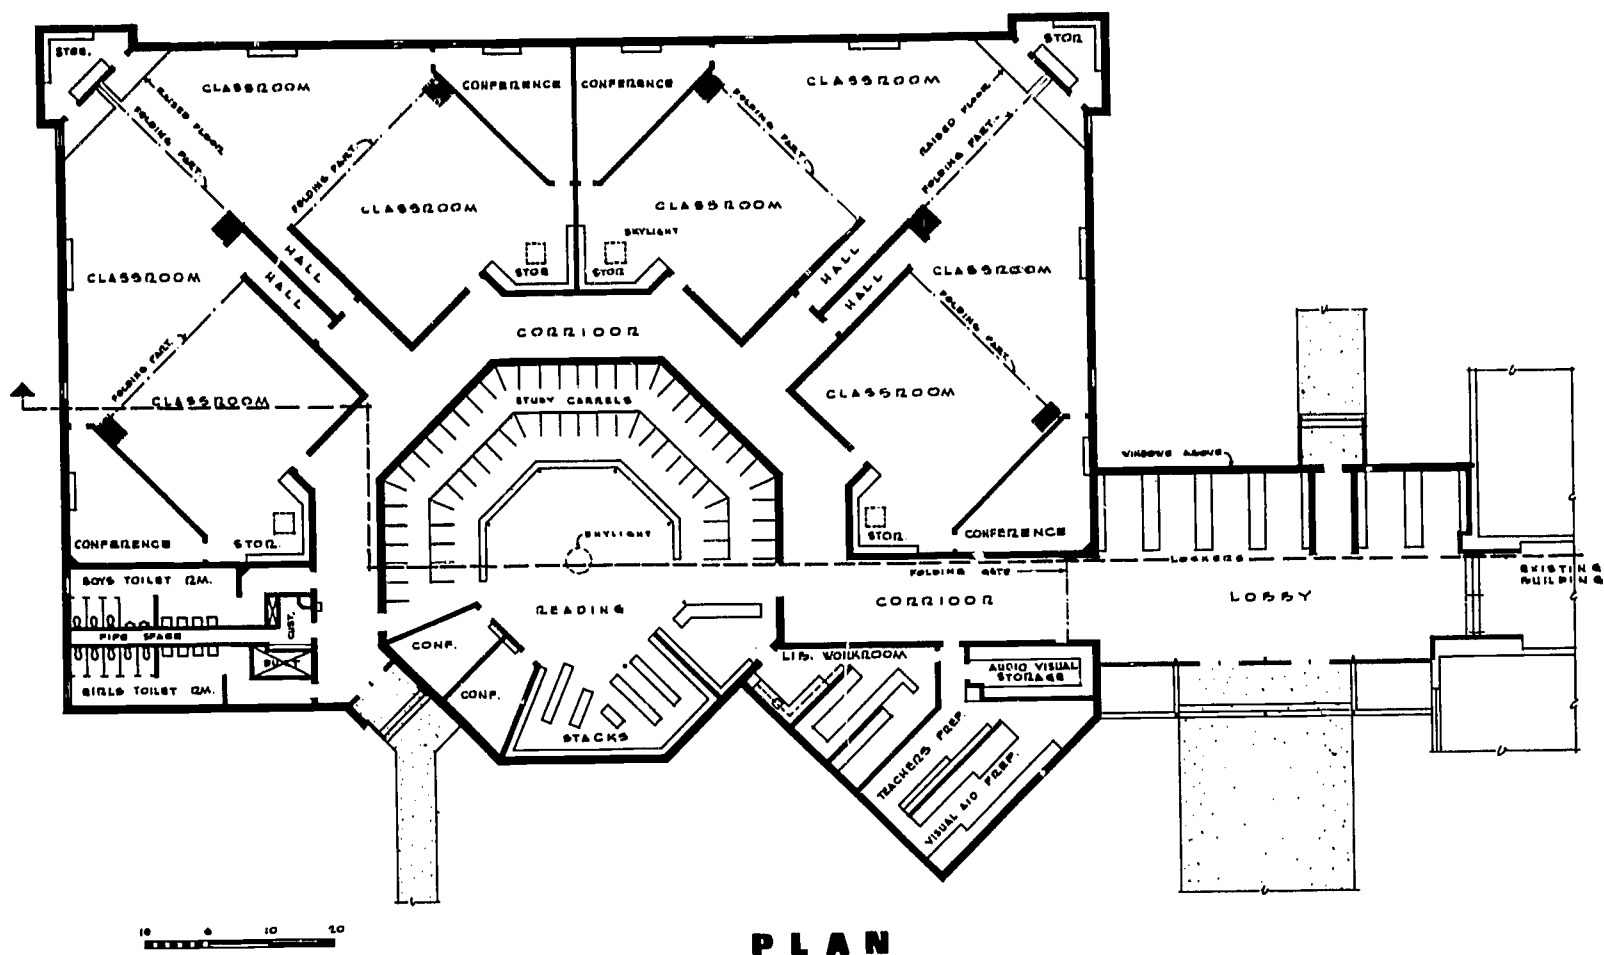 STOR.
STOR
CLASSROOM
CONFERENCE
CONFERENCE
CLASSROOM
RAISED FLOOR
FOLDING PART.
FOLDING PART.
FOLDING PART.
RAISED FLOOR
FOLDING PART.
CLASSROOM
CLASSROOM
SKYLIGHT
HALL
HALL
HALL
HALL
CLASSROOM
STOR
STOR
CLASSROOM
CORRIDOR
FOLDING PART.
FOLDING PART.
CLASSROOM
STUDY CARRELS
CLASSROOM
WINDOWS ABOVE
CONFERENCE
STOR.
SKYLIGHT
STOR.
CONFERENCE
LOCKERS
FOLDING GATE
EXISTING
BUILDING
BOYS TOILET RM.
READING
CORRIDOR
LOBBY
CUST.
PIPE SPACE
CONF.
LIB. WORKROOM
AUDIO VISUAL
STORAGE
DUCT
GIRLS TOILET RM.
CONF.
STACKS
TEACHERS PREP.
VISUAL AID PREP.
10 0 10 20
PLAN